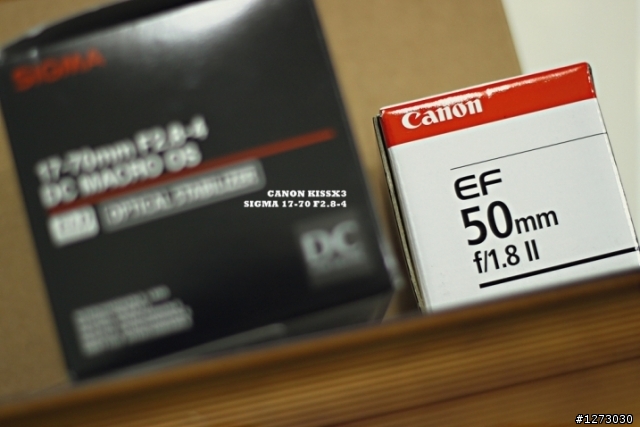 SIGMA
17-70mm F2.8-4
DC MACRO OS
OPTICAL STABILIZER
DC
CANON KISSX3
SIGMA 17-70 F2.8-4
Canon
EF
50mm
f/1.8 II
#1273030